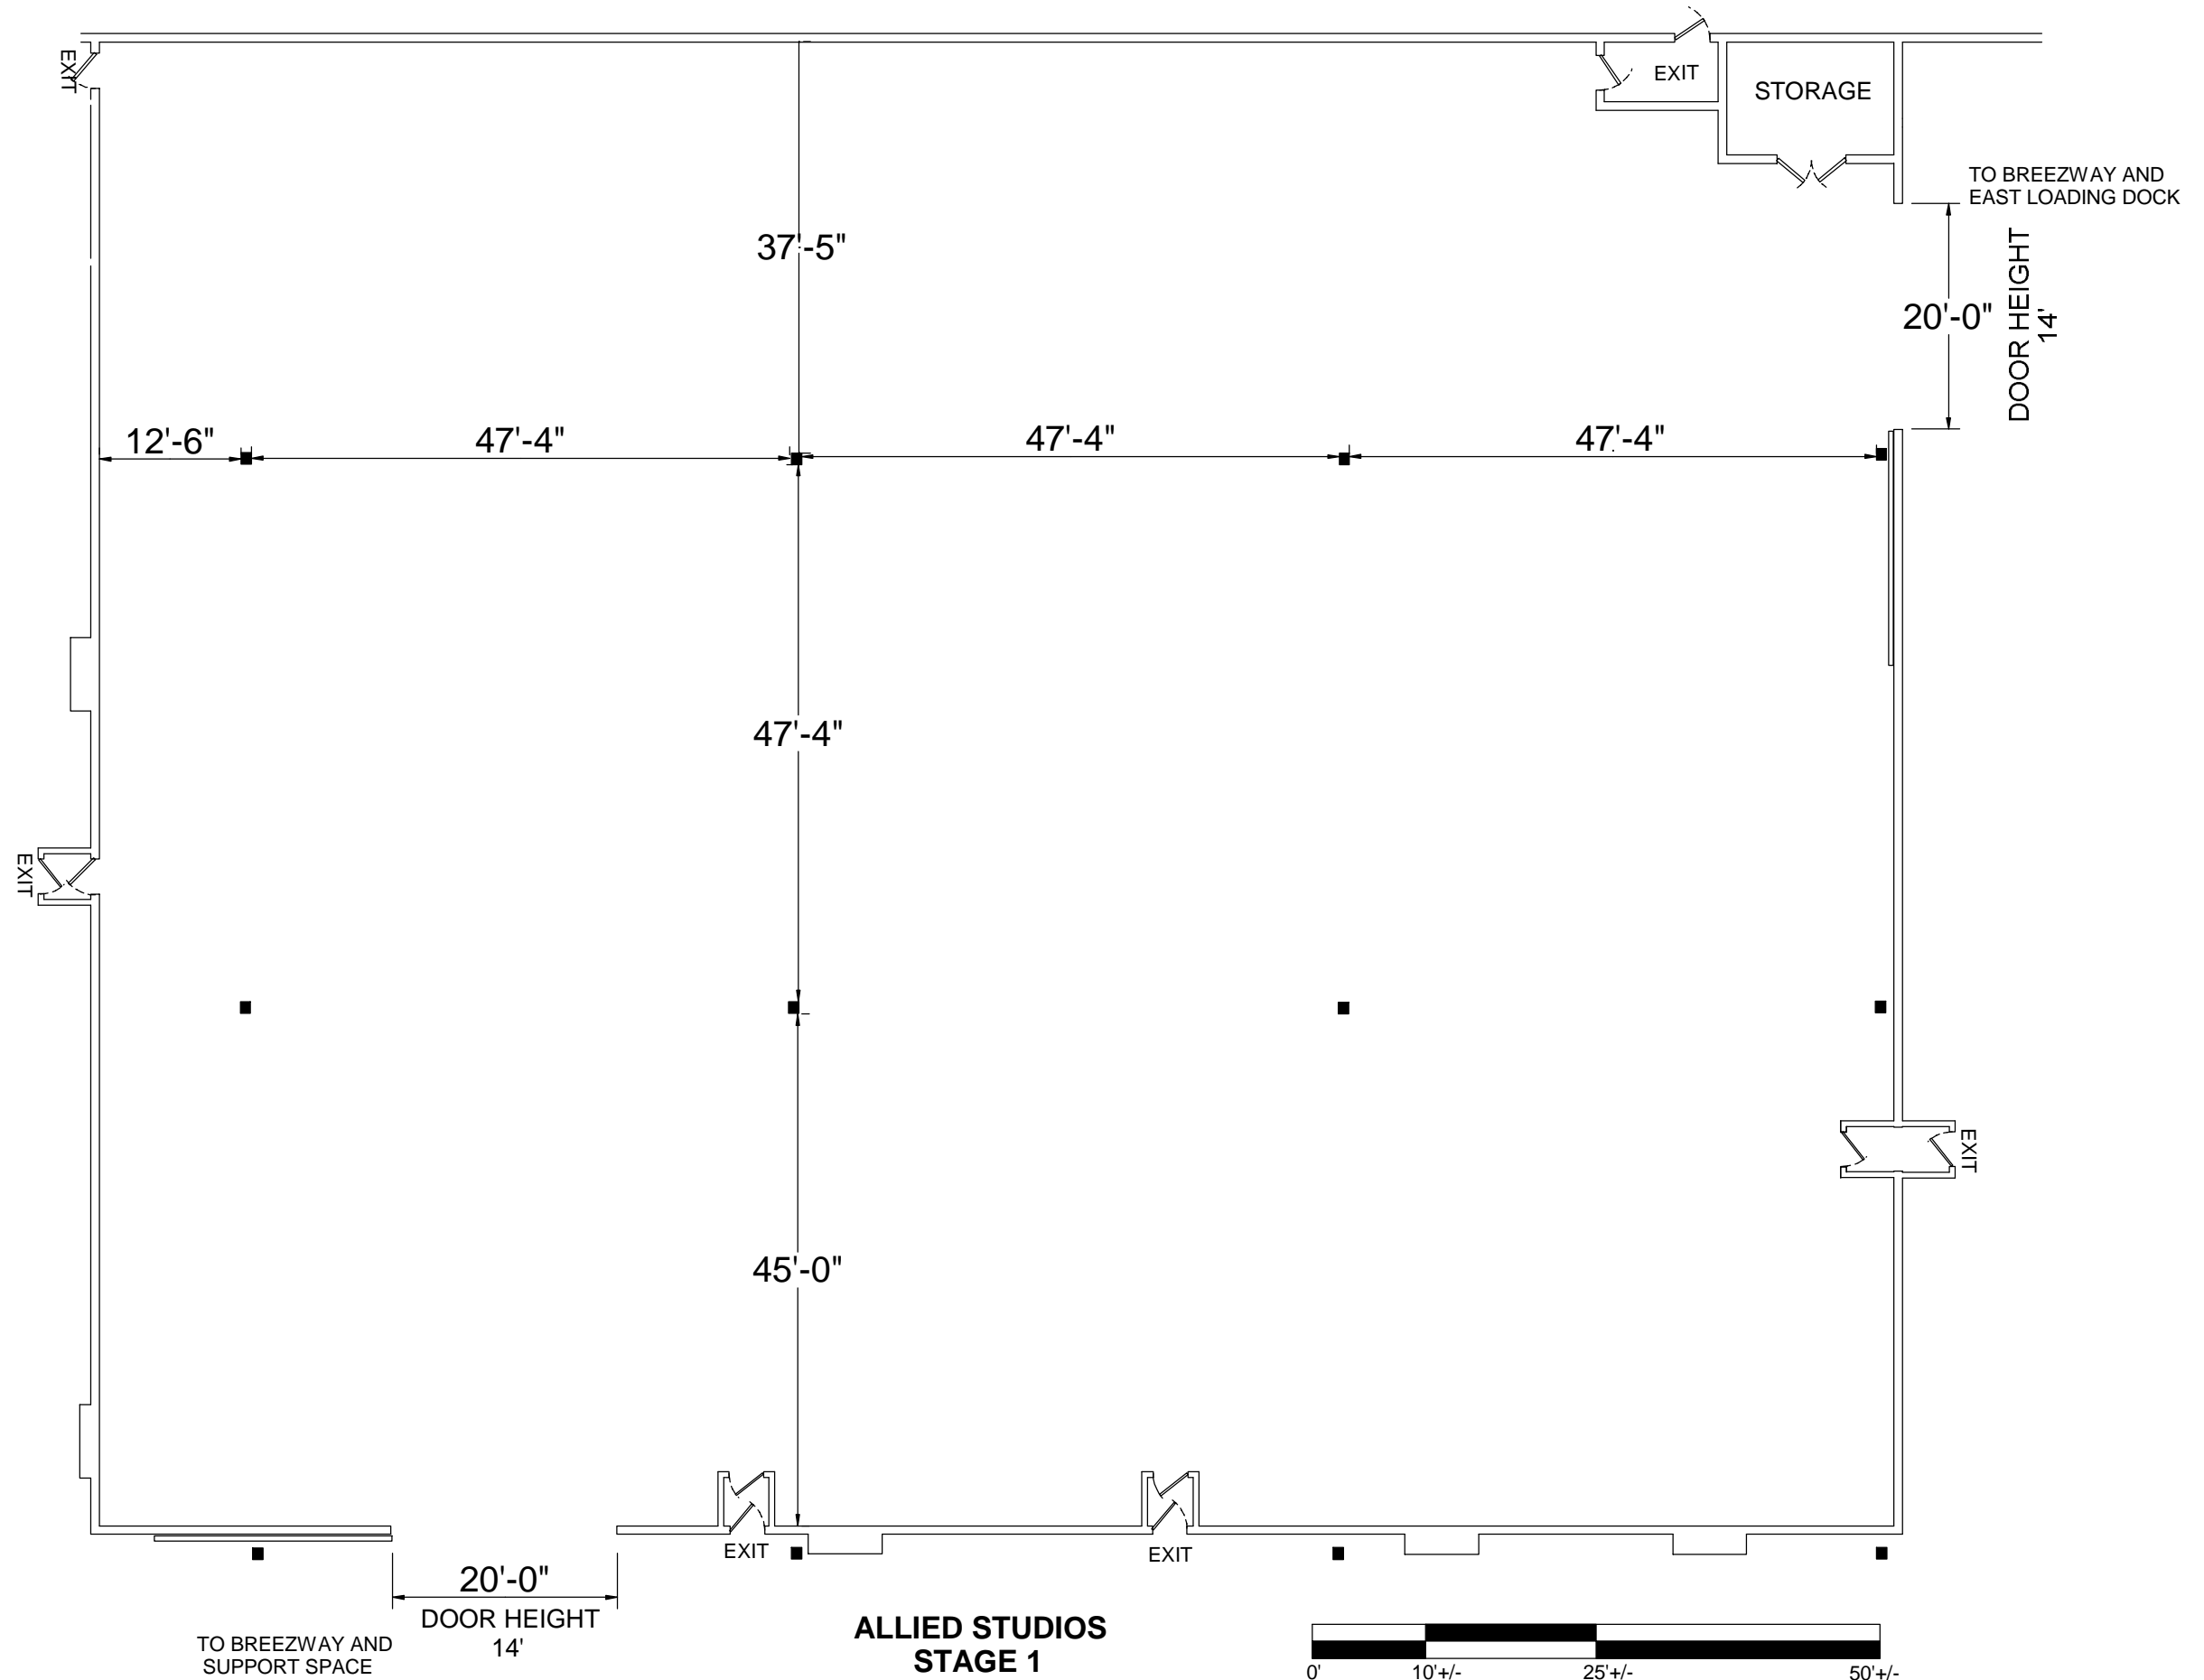 EXIT
EXIT
STORAGE
TO BREEZWAY AND
EAST LOADING DOCK
37'-5"
20'-0"
DOOR HEIGHT
14'
12'-6"
47'-4"
47'-4"
47'-4"
47'-4"
EXIT
EXIT
45'-0"
EXIT
EXIT
20'-0"
DOOR HEIGHT
14'
TO BREEZWAY AND
SUPPORT SPACE
ALLIED STUDIOS
STAGE 1
0' 10'+/- 25'+/- 50'+/-